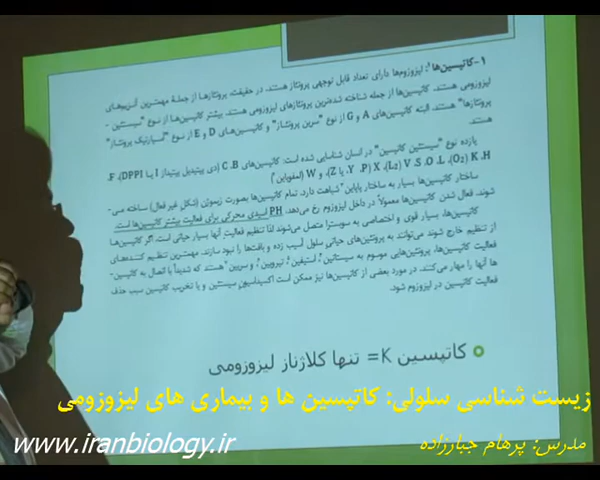 ۱-کاتپسین‌ها: لیزوزوم‌ها دارای تعداد قابل توجهی پروتئاز هستند. در حقیقت، پروتئازها از جملهٔ مهمترین آنزیم‌های
لیزوزومی هستند. کاتپسین‌ها از جمله شناخته شده‌ترین پروتئازهای لیزوزومی هستند. بیشتر کاتپسین‌ها از نوع "سیستئین -
پروتئازها" هستند. البته کاتپسین‌های A و G از نوع "سرین پروتئاز" و کاتپسین‌های D و E از نوع "آسپارتیک پروتئاز"
هستند.
یازده نوع "سیستئین کاتپسین" در انسان شناسایی شده است: کاتپسین‌های C، B (دی پپتیدیل پپتیداز I یا DPPI)، F،
H، K، L، O (O2)، S، V (L2)، X (P، Y، یا Z)، و W (لمفوپاین)
ساختار کاتپسین‌ها بسیار به ساختار پاپاین شباهت دارد. تمام کاتپسین‌ها بصورت زیموژن (شکل غیر فعال) ساخته می-
شوند. فعال شدن کاتپسین‌ها معمولاً در داخل لیزوزوم رخ می‌دهد. PH اسیدی محرکی برای فعالیت بیشتر کاتپسین‌ها است.
کاتپسین‌ها، بسیار قوی و اختصاصی به سوبسترا متصل می‌شوند لذا تنظیم فعالیت آنها بسیار حیاتی است. اگر کاتپسین‌ها
از تنظیم خارج شوند می‌توانند به پروتئین‌های حیاتی سلول آسیب زده و بافت‌ها را نبود سازند. مهمترین تنظیم کننده‌های
فعالیت کاتپسین‌ها، پروتئین‌هایی موسوم به سیستاتین، استیفین، تیروپین، و سرپین هستند که شدیداً با اتصال به کاتپسین-
ها آنها را مهار می‌کنند. در مورد بعضی از کاتپسین‌ها نیز ممکن است اکسیداسیون سیستئین و یا تخریب کاتپسین سبب حذف
فعالیت کاتپسین در لیزوزوم شود.
کاتپسین K= تنها کلاژناز لیزوزومی
زیست شناسی سلولی: کاتپسین ها و بیماری های لیزوزومی
مدرس: پرهام جبارزاده
www.iranbiology.ir